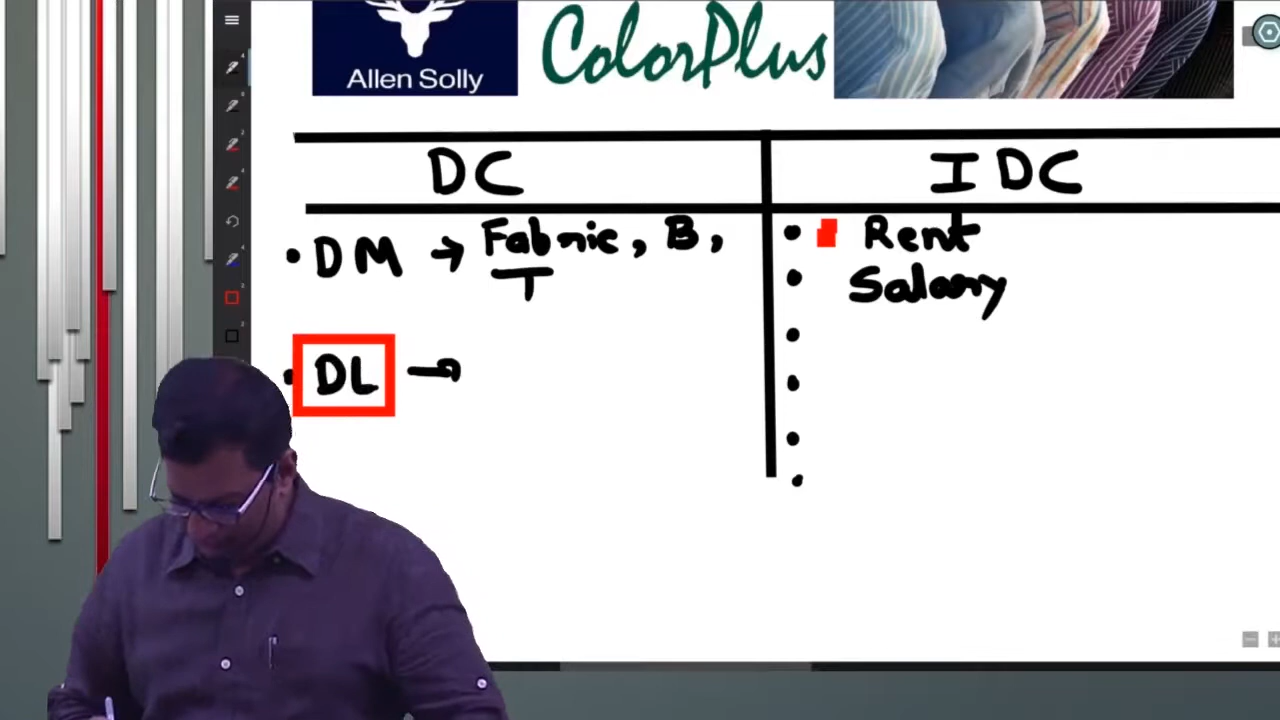 Allen Solly
ColorPlus
DC
IDC
• DM → Fabric, B,
T
• DL →
• Rent
• Salary
•
•
•
•